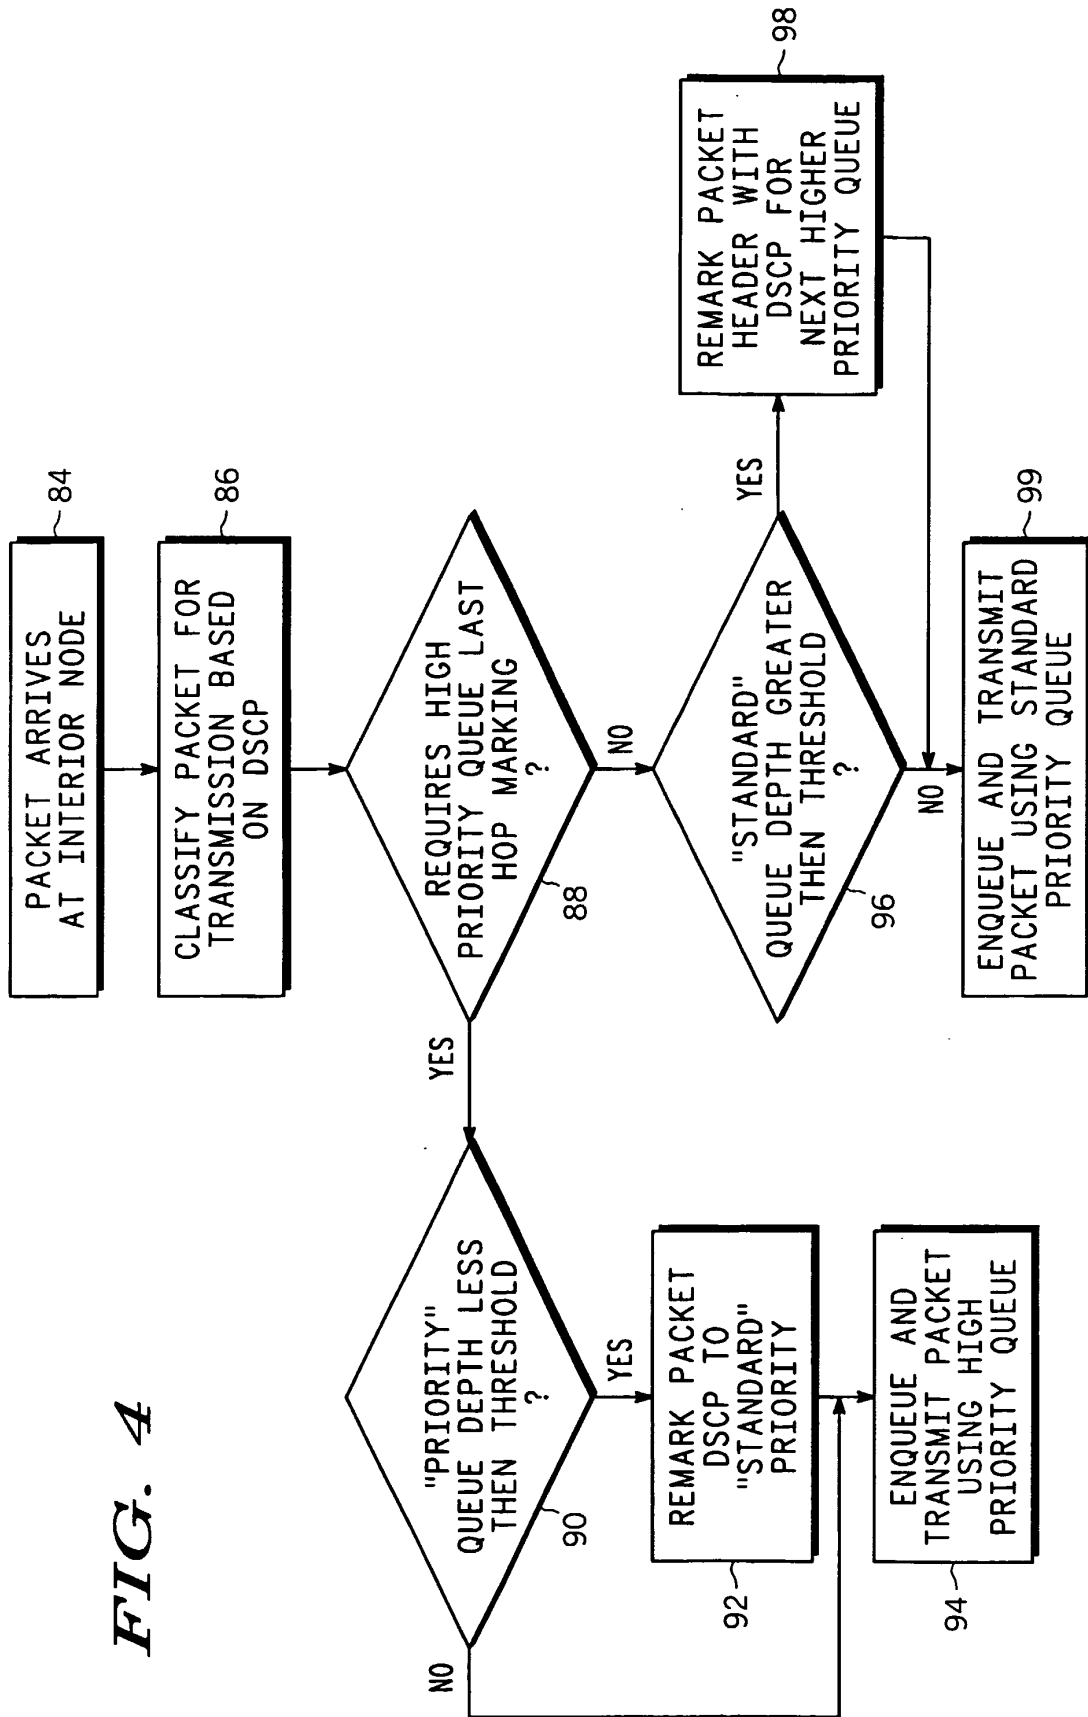 FIG. 4
PACKET ARRIVES
AT INTERIOR NODE
84
CLASSIFY PACKET FOR
TRANSMISSION BASED
ON DSCP
86
REQUIRES HIGH
PRIORITY QUEUE LAST
HOP MARKING
?
88
YES
NO
"PRIORITY"
QUEUE DEPTH LESS
THEN THRESHOLD
?
90
NO
YES
REMARK PACKET
DSCP TO
"STANDARD"
PRIORITY
92
ENQUEUE AND
TRANSMIT PACKET
USING HIGH
PRIORITY QUEUE
94
"STANDARD"
QUEUE DEPTH GREATER
THEN THRESHOLD
?
96
YES
NO
REMARK PACKET
HEADER WITH
DSCP FOR
NEXT HIGHER
PRIORITY QUEUE
98
ENQUEUE AND TRANSMIT
PACKET USING STANDARD
PRIORITY QUEUE
99